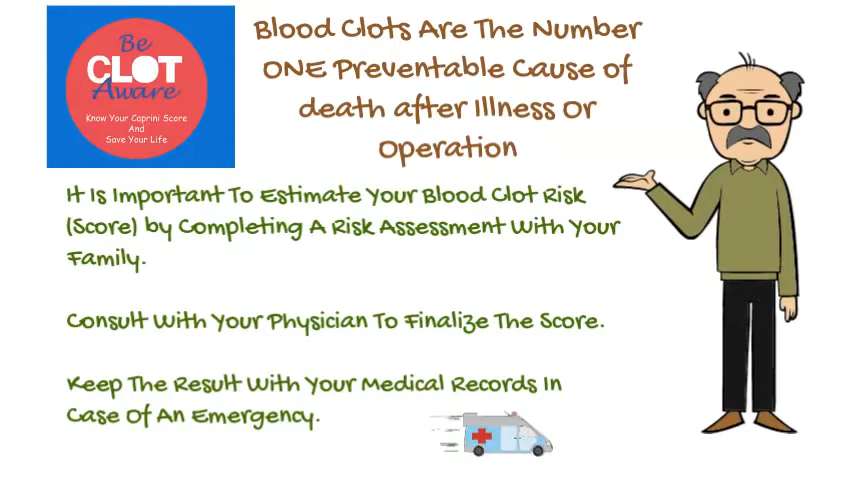 Be
CLOT
Aware
Know Your Caprini Score
And
Save Your Life
Blood Clots Are The Number
ONE Preventable Cause of
death after Illness Or
Operation
It Is Important To Estimate Your Blood Clot Risk
(Score) by Completing A Risk Assessment With Your
Family.
Consult With Your Physician To Finalize The Score.
Keep The Result With Your Medical Records In
Case Of An Emergency.